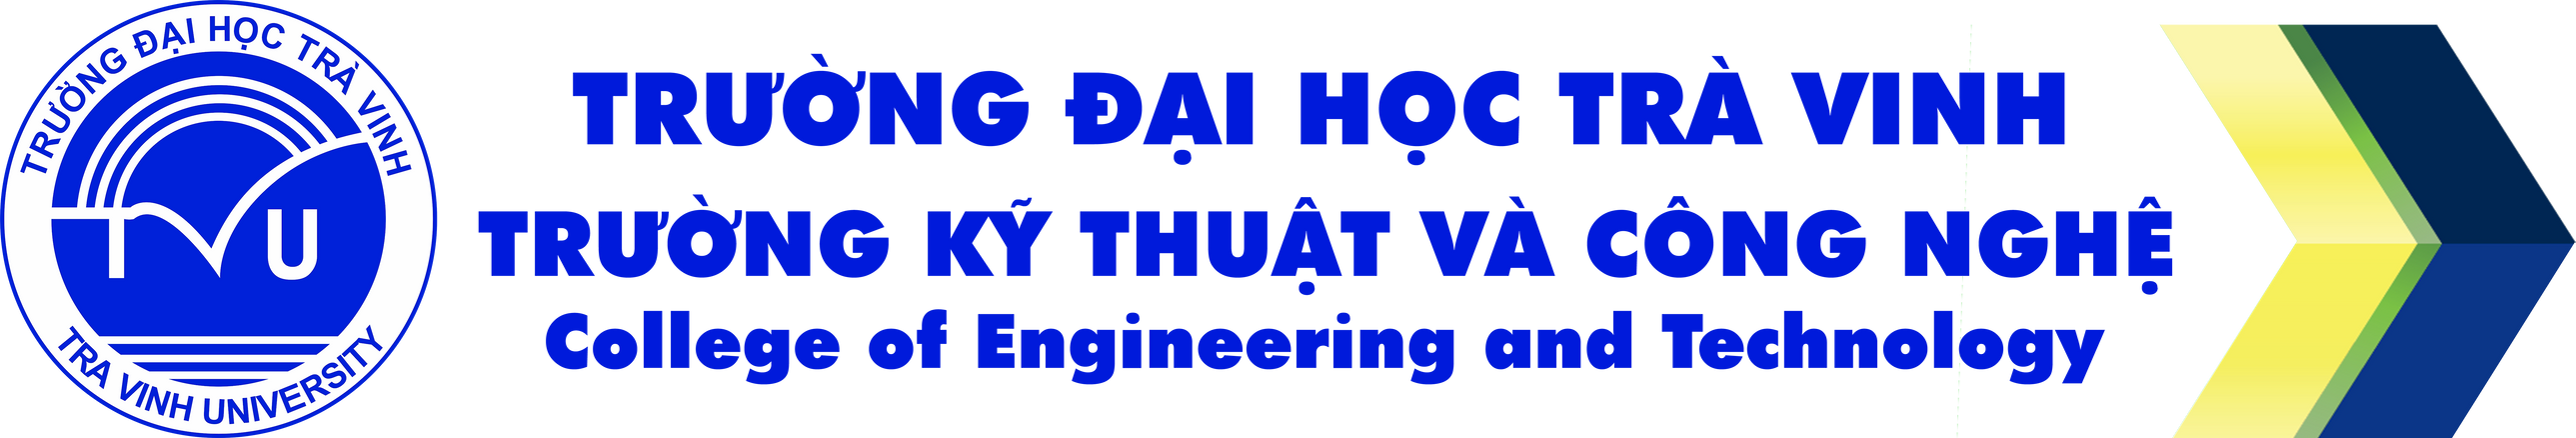 TRƯỜNG ĐẠI HỌC TRÀ VINH
T V U
TRA VINH UNIVERSITY
TRƯỜNG ĐẠI HỌC TRÀ VINH
TRƯỜNG KỸ THUẬT VÀ CÔNG NGHỆ
College of Engineering and Technology